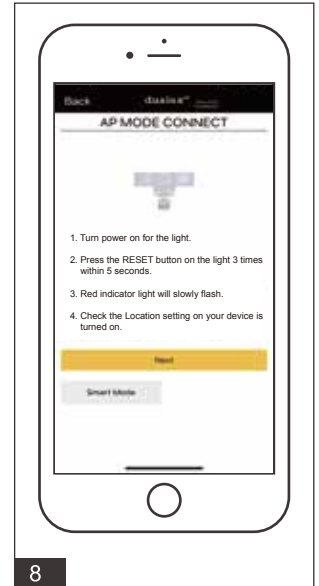 Back
AP MODE CONNECT
1. Turn power on for the light.
2. Press the RESET button on the light 3 times
within 5 seconds.
3. Red indicator light will slowly flash.
4. Check the Location setting on your device is
turned on.
Next
Smart Mode
8